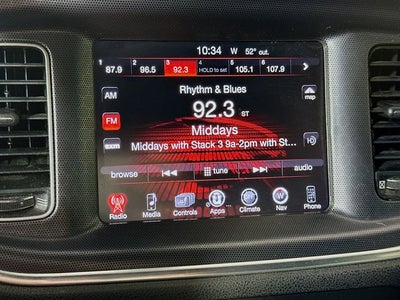 10:34 W 52° out.
1 2 3 4 5 6
87.9 96.5 92.3 HOLD to set 105.1 107.9
Rhythm & Blues
AM
map
92.3 ST
FM
Middays
Middays with Stack 3 9a-2pm with St...
browse tune audio
Radio Media Controls Apps Climate Nav Phone